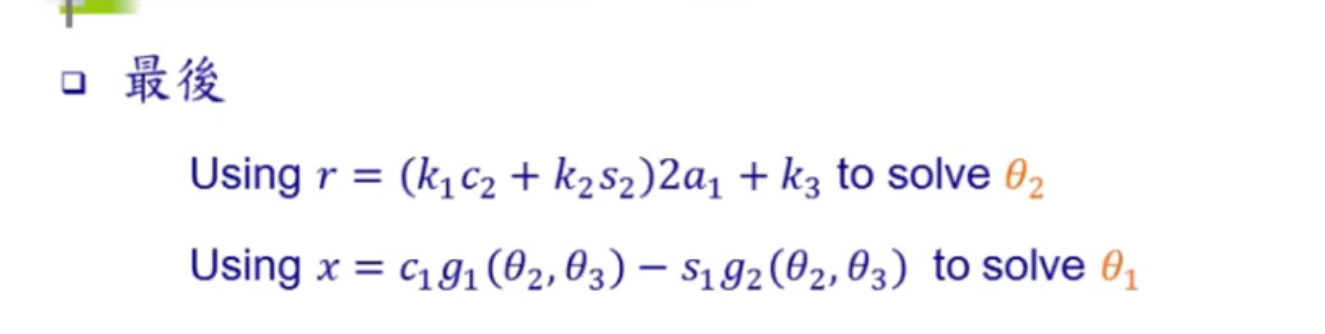 最後
Using r = (k₁c₂ + k₂s₂)2a₁ + k₃ to solve θ₂
Using x = c₁g₁(θ₂, θ₃) − s₁g₂(θ₂, θ₃) to solve θ₁